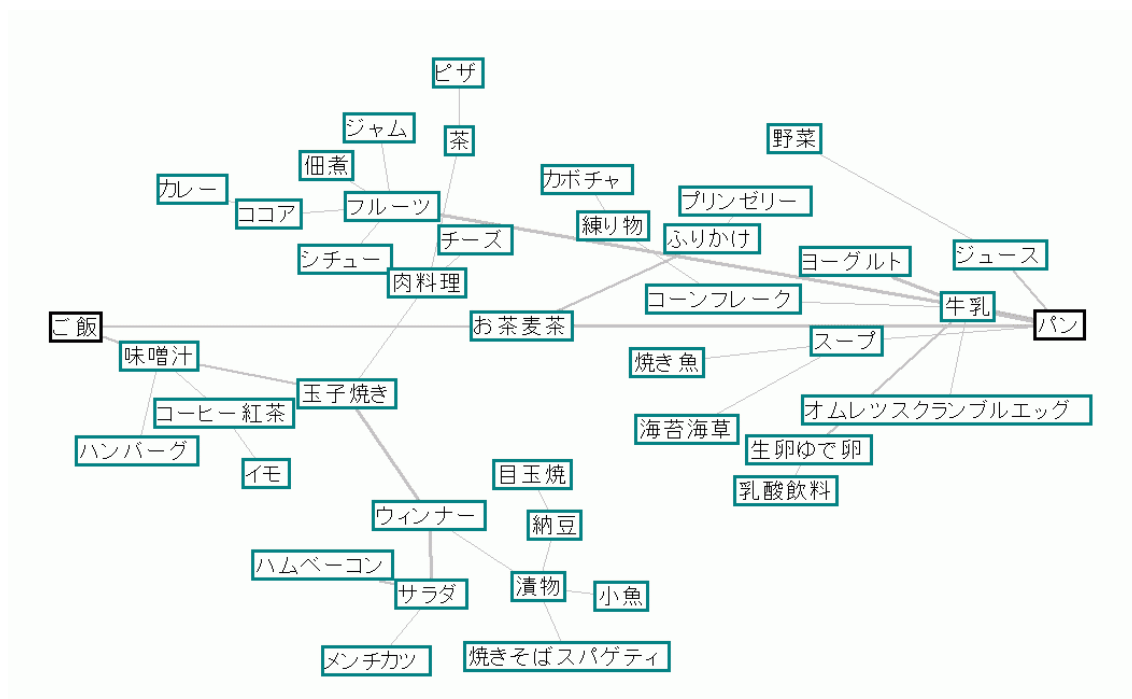 ピザ
ジャム
茶
野菜
佃煮
カレー
ココア
フルーツ
カボチャ
プリンゼリー
練り物
ふりかけ
チーズ
シチュー
肉料理
ヨーグルト
ジュース
コーンフレーク
牛乳
ご飯
お茶麦茶
パン
味噌汁
スープ
焼き魚
玉子焼き
コーヒー紅茶
オムレツスクランブルエッグ
海苔海草
ハンバーグ
生卵ゆで卵
イモ
目玉焼
乳酸飲料
ウィンナー
納豆
ハムベーコン
サラダ
漬物
小魚
メンチカツ
焼きそばスパゲティ